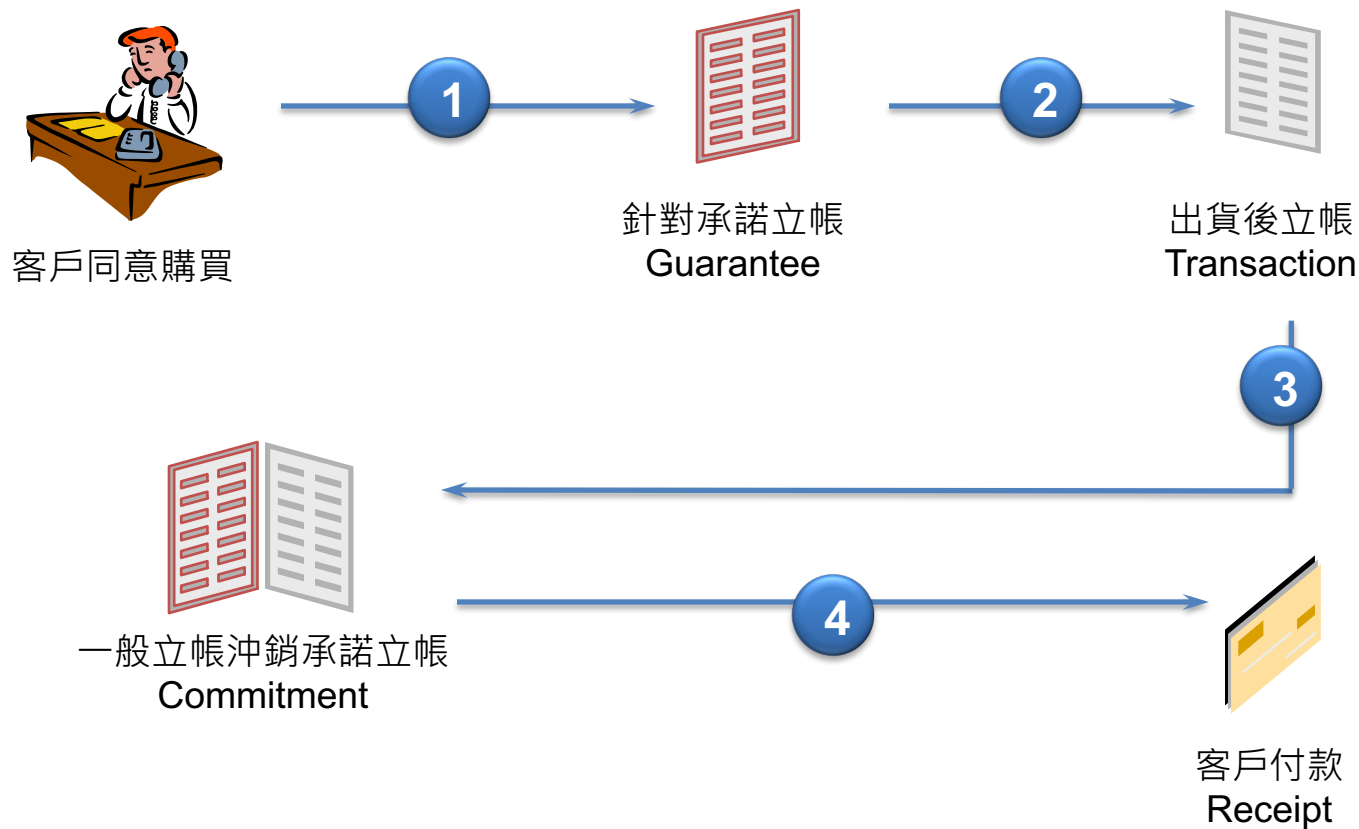 1
2
針對承諾立帳
Guarantee
出貨後立帳
Transaction
客戶同意購買
3
一般立帳沖銷承諾立帳
Commitment
4
客戶付款
Receipt